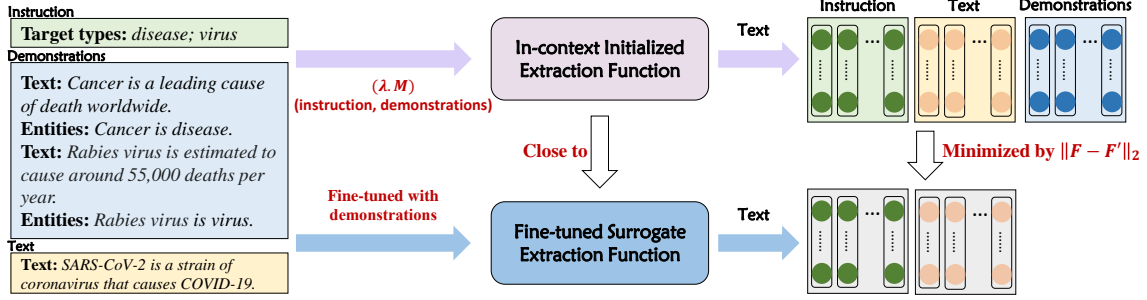 Instruction
Target types: disease; virus
Demonstrations
Text: Cancer is a leading cause
of death worldwide.
Entities: Cancer is disease.
Text: Rabies virus is estimated to
cause around 55,000 deaths per
year.
Entities: Rabies virus is virus.
Text
Text: SARS-CoV-2 is a strain of
coronavirus that causes COVID-19.
(λ. M)
(instruction, demonstrations)
Fine-tuned with
demonstrations
In-context Initialized
Extraction Function
Close to
Fine-tuned Surrogate
Extraction Function
Text
Text
Instruction
Text
Demonstrations
...
...
...
Minimized by ‖F − F′‖₂
...
...